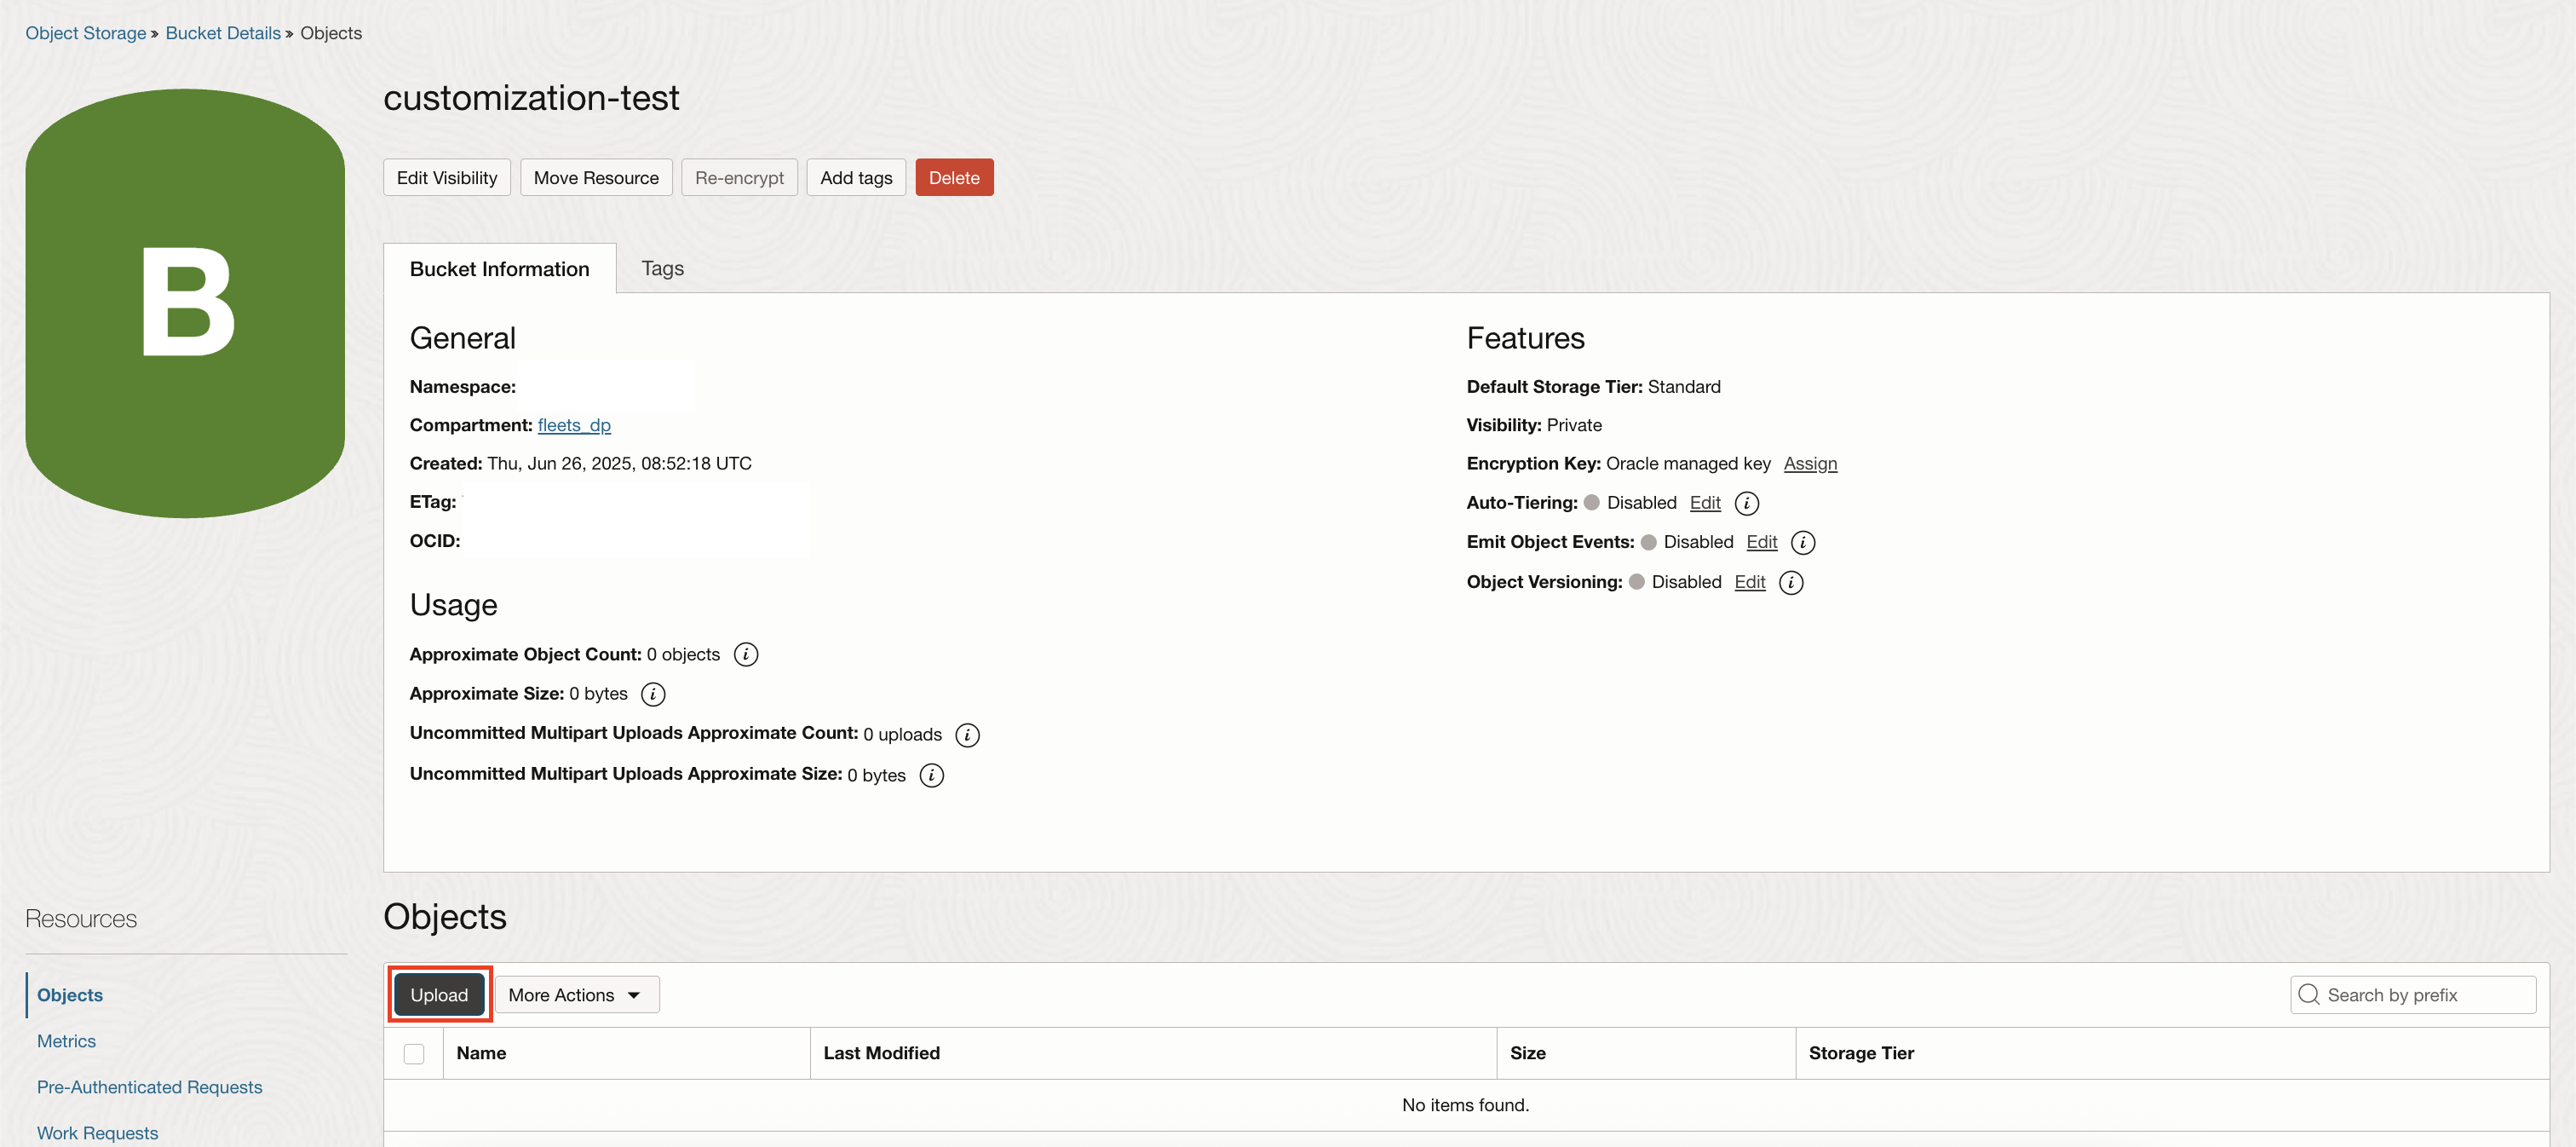 Object Storage » Bucket Details » Objects
B
customization-test
Edit Visibility Move Resource Re-encrypt Add tags Delete
Bucket Information Tags
General
Namespace:
Compartment: fleets_dp
Created: Thu, Jun 26, 2025, 08:52:18 UTC
ETag:
OCID:
Usage
Approximate Object Count: 0 objects i
Approximate Size: 0 bytes i
Uncommitted Multipart Uploads Approximate Count: 0 uploads i
Uncommitted Multipart Uploads Approximate Size: 0 bytes i
Features
Default Storage Tier: Standard
Visibility: Private
Encryption Key: Oracle managed key Assign
Auto-Tiering: Disabled Edit i
Emit Object Events: Disabled Edit i
Object Versioning: Disabled Edit i
Resources
Objects
Metrics
Pre-Authenticated Requests
Work Requests
Objects
Upload More Actions Search by prefix
Name Last Modified Size Storage Tier
No items found.